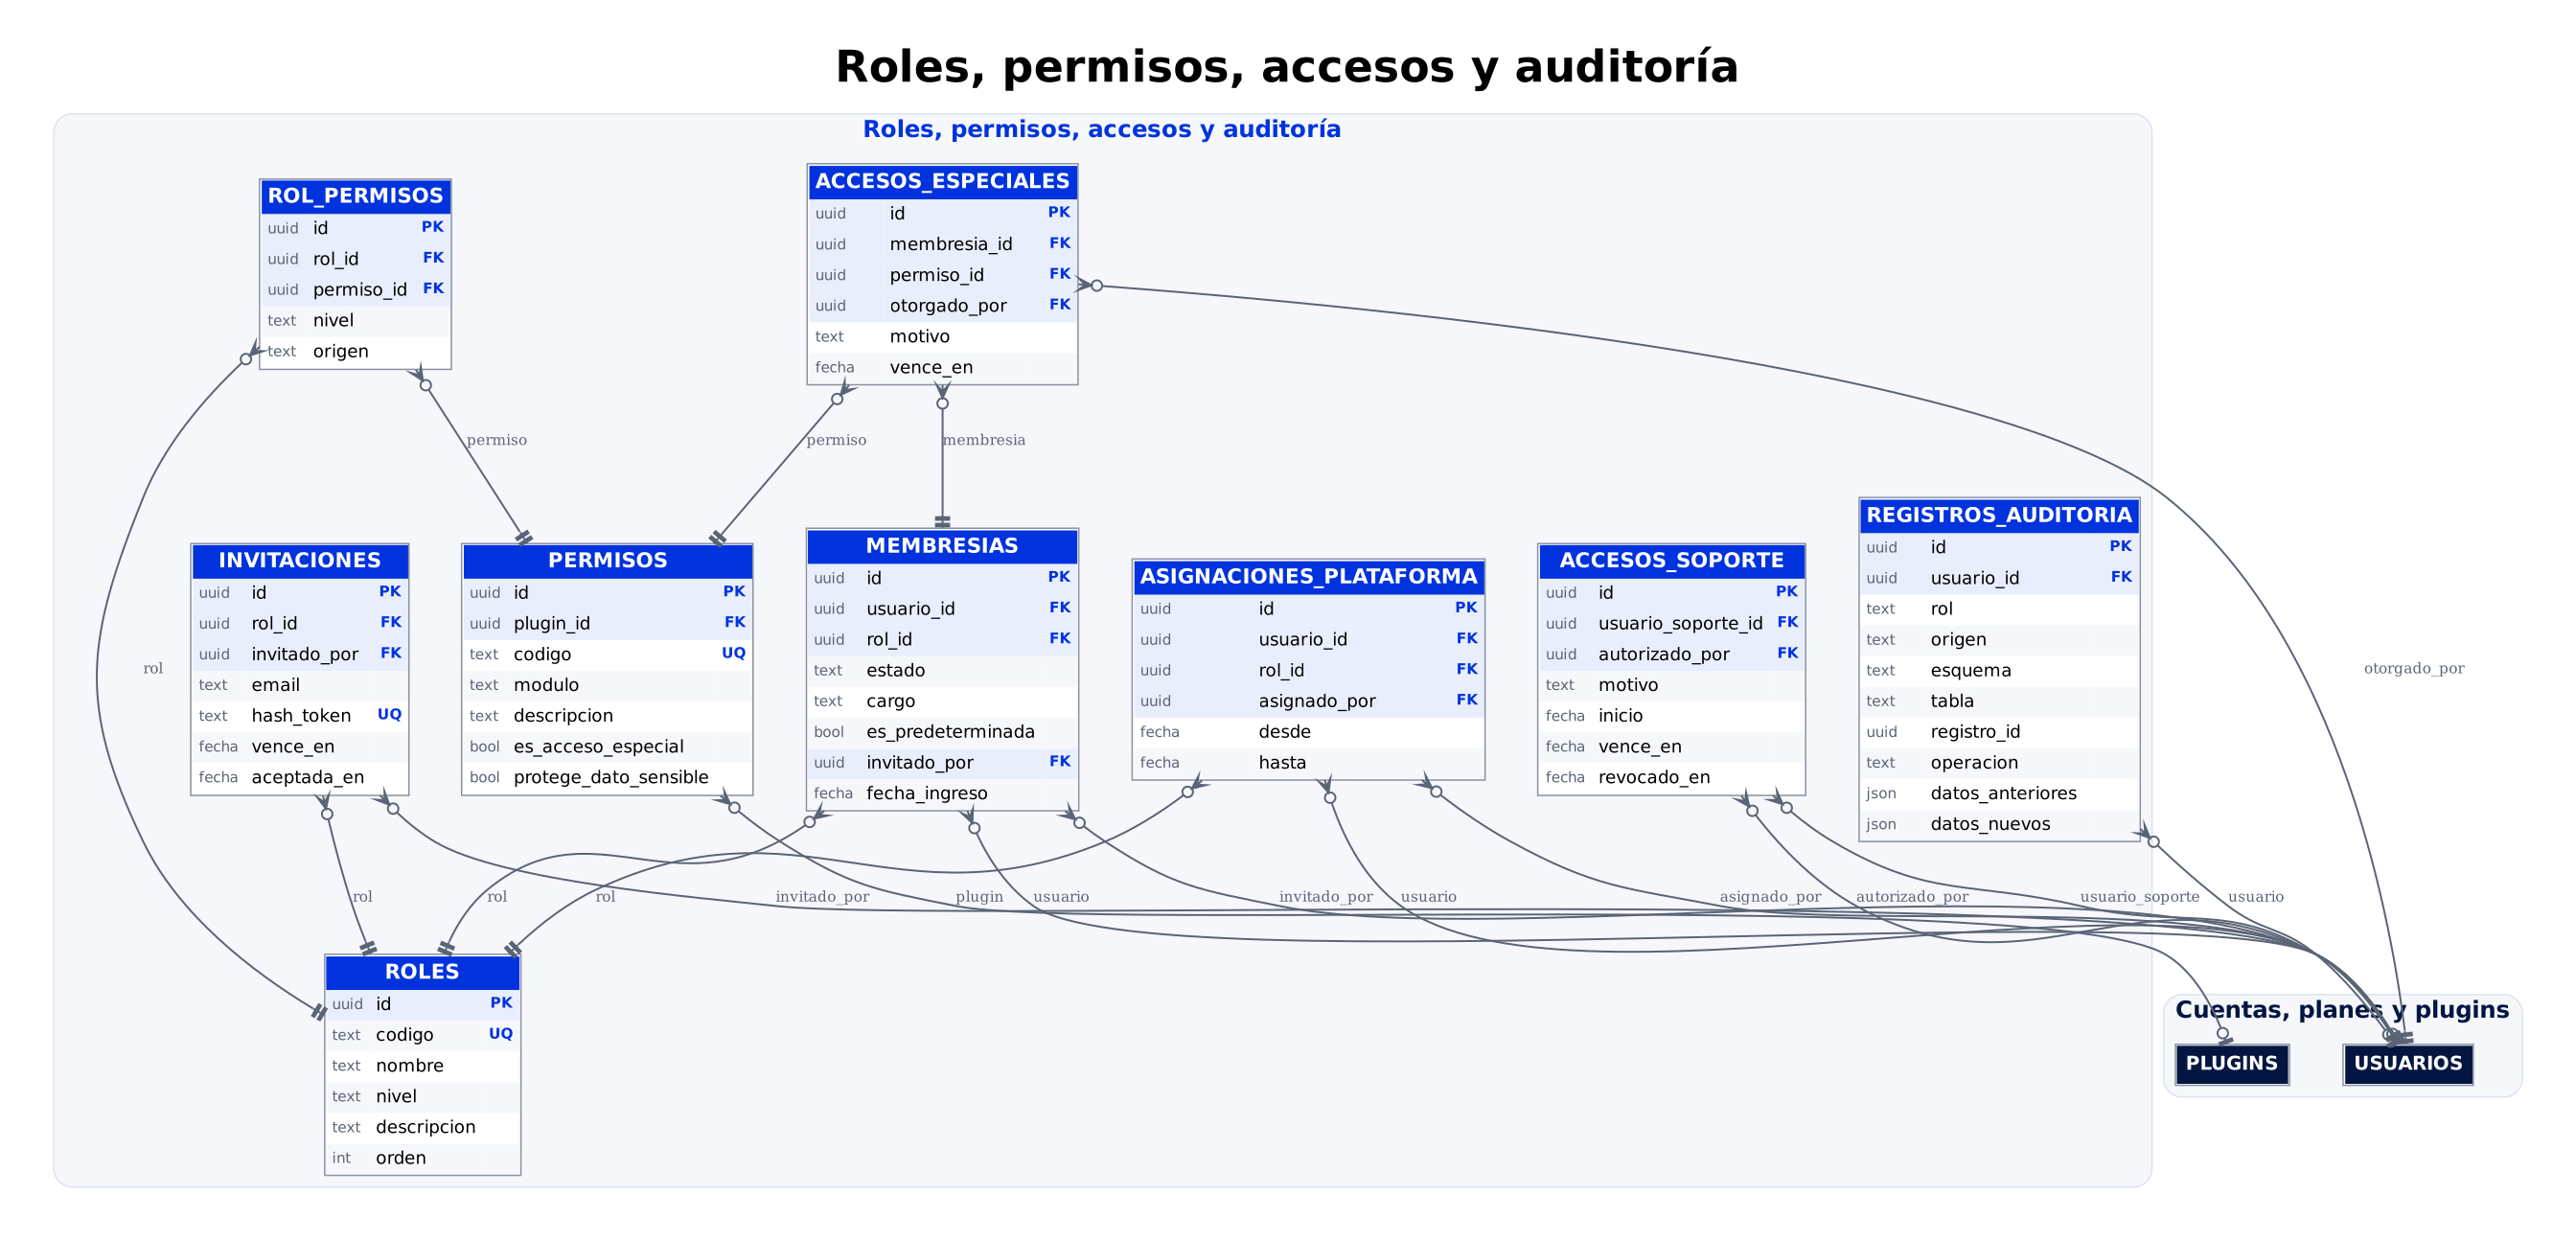 Roles, permisos, accesos y auditoría
Roles, permisos, accesos y auditoría
ROL_PERMISOS
uuid id PK
uuid rol_id FK
uuid permiso_id FK
text nivel
text origen
ACCESOS_ESPECIALES
uuid id PK
uuid membresia_id FK
uuid permiso_id FK
uuid otorgado_por FK
text motivo
fecha vence_en
permiso
permiso
membresia
rol
otorgado_por
INVITACIONES
uuid id PK
uuid rol_id FK
uuid invitado_por FK
text email
text hash_token UQ
fecha vence_en
fecha aceptada_en
PERMISOS
uuid id PK
uuid plugin_id FK
text codigo UQ
text modulo
text descripcion
bool es_acceso_especial
bool protege_dato_sensible
MEMBRESIAS
uuid id PK
uuid usuario_id FK
uuid rol_id FK
text estado
text cargo
bool es_predeterminada
uuid invitado_por FK
fecha fecha_ingreso
ASIGNACIONES_PLATAFORMA
uuid id PK
uuid usuario_id FK
uuid rol_id FK
uuid asignado_por FK
fecha desde
fecha hasta
ACCESOS_SOPORTE
uuid id PK
uuid usuario_soporte_id FK
uuid autorizado_por FK
text motivo
fecha inicio
fecha vence_en
fecha revocado_en
REGISTROS_AUDITORIA
uuid id PK
uuid usuario_id FK
text rol
text origen
text esquema
text tabla
uuid registro_id
text operacion
json datos_anteriores
json datos_nuevos
rol
rol
rol
invitado_por
plugin
usuario
invitado_por
usuario
asignado_por
autorizado_por
usuario_soporte
usuario
ROLES
uuid id PK
text codigo UQ
text nombre
text nivel
text descripcion
int orden
Cuentas, planes y plugins
PLUGINS
USUARIOS